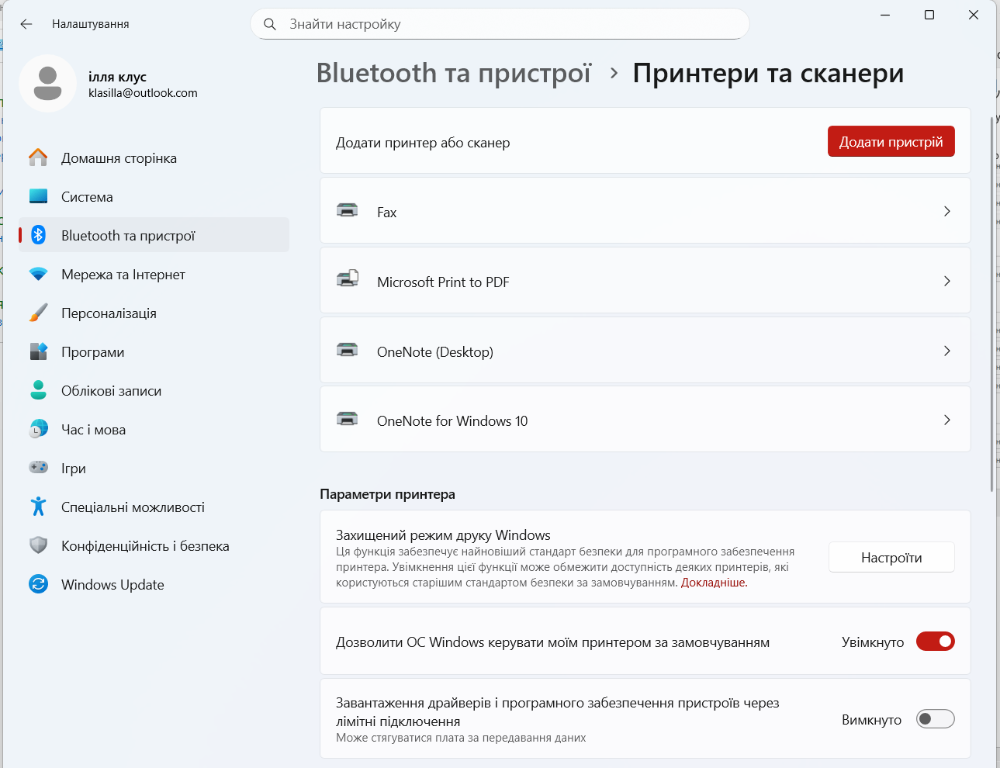 Налаштування
Знайти настройку
ілля клус
klasilla@outlook.com
Домашня сторінка
Система
Bluetooth та пристрої
Мережа та Інтернет
Персоналізація
Програми
Облікові записи
Час і мова
Ігри
Спеціальні можливості
Конфіденційність і безпека
Windows Update
Bluetooth та пристрої › Принтери та сканери
Додати принтер або сканер
Додати пристрій
Fax
Microsoft Print to PDF
OneNote (Desktop)
OneNote for Windows 10
Параметри принтера
Захищений режим друку Windows
Ця функція забезпечує найновіший стандарт безпеки для програмного забезпечення
принтера. Увімкнення цієї функції може обмежити доступність деяких принтерів, які
користуються старішим стандартом безпеки за замовчуванням. Докладніше.
Настроїти
Дозволити ОС Windows керувати моїм принтером за замовчуванням
Увімкнуто
Завантаження драйверів і програмного забезпечення пристроїв через
лімітні підключення
Може стягуватися плата за передавання даних
Вимкнуто